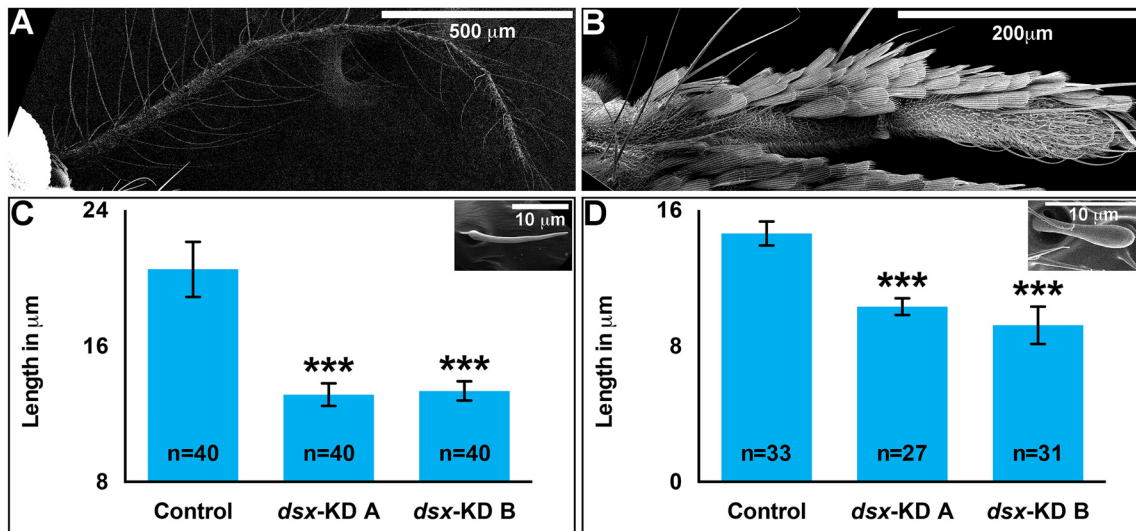 A
500 µm
B
200µm
C
24
16
8
Length in µm
10 µm
***
***
n=40
n=40
n=40
Control
dsx-KD A
dsx-KD B
D
16
8
0
Length in µm
10 µm
***
***
n=33
n=27
n=31
Control
dsx-KD A
dsx-KD B